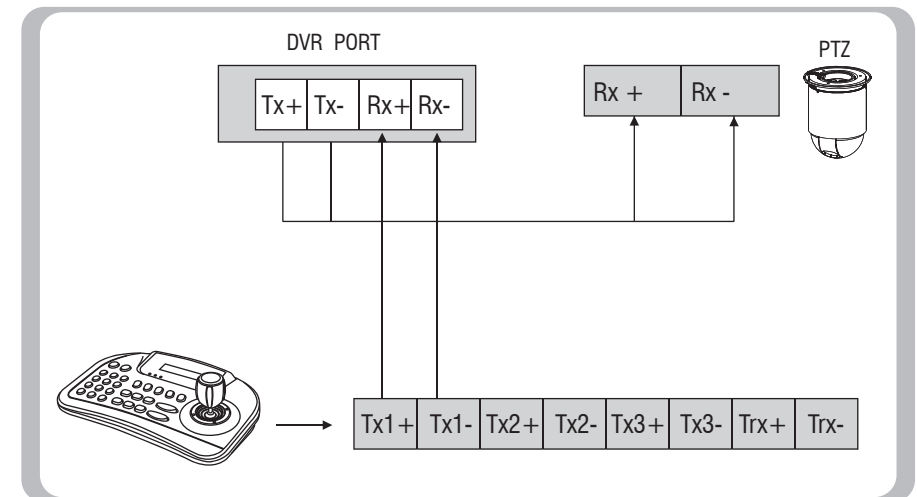 DVR PORT
PTZ
Tx+ Tx- Rx+ Rx-
Rx + Rx -
Tx1+ Tx1- Tx2+ Tx2- Tx3+ Tx3- Trx+ Trx-